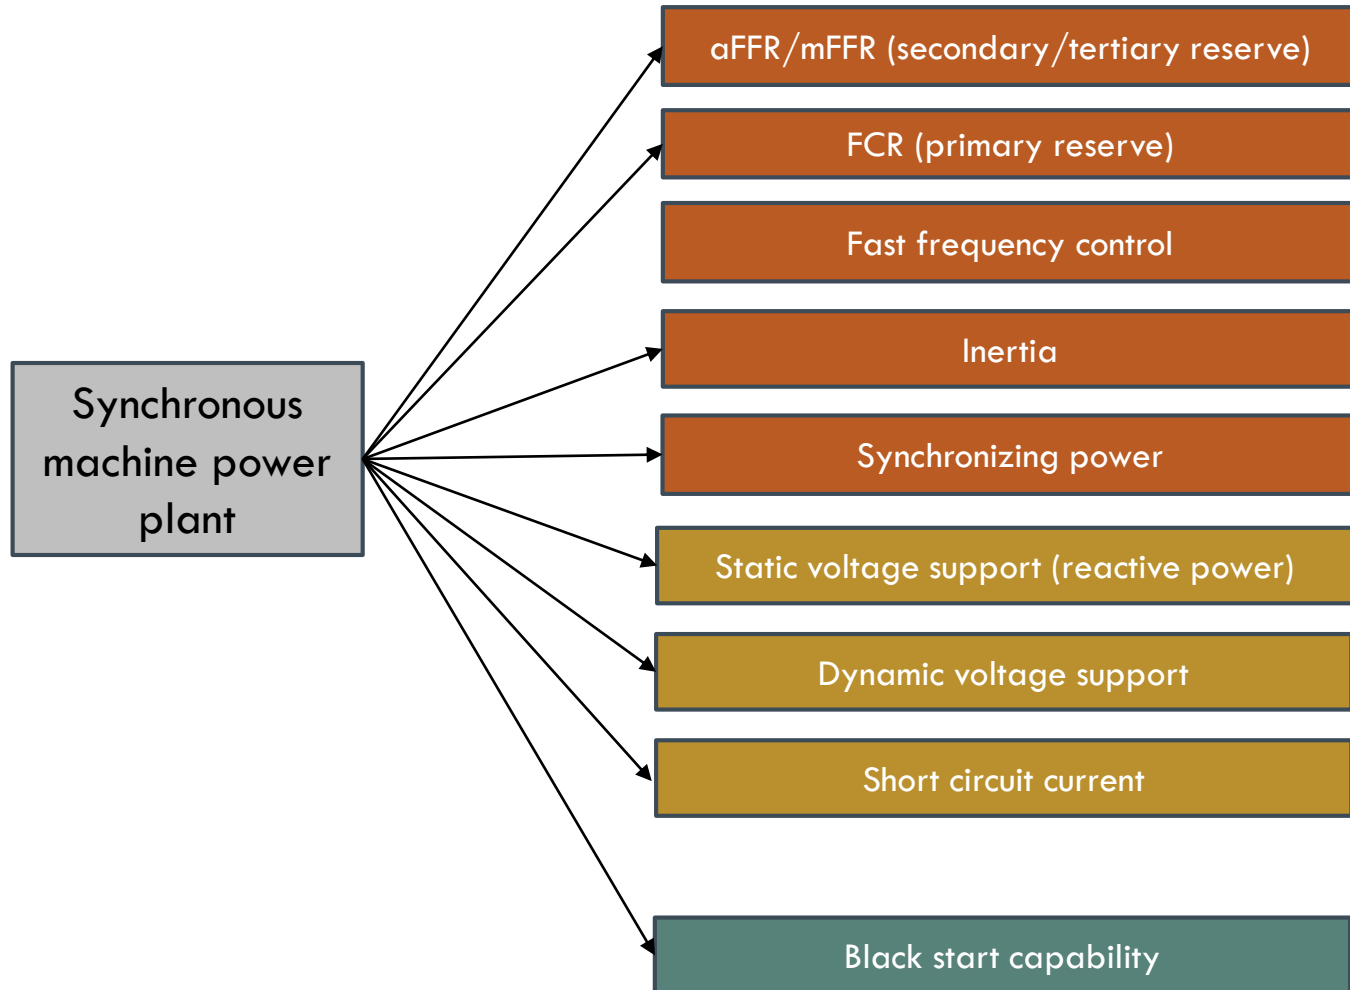 aFFR/mFFR (secondary/tertiary reserve)
FCR (primary reserve)
Fast frequency control
Inertia
Synchronous
machine power
plant
Synchronizing power
Static voltage support (reactive power)
Dynamic voltage support
Short circuit current
Black start capability